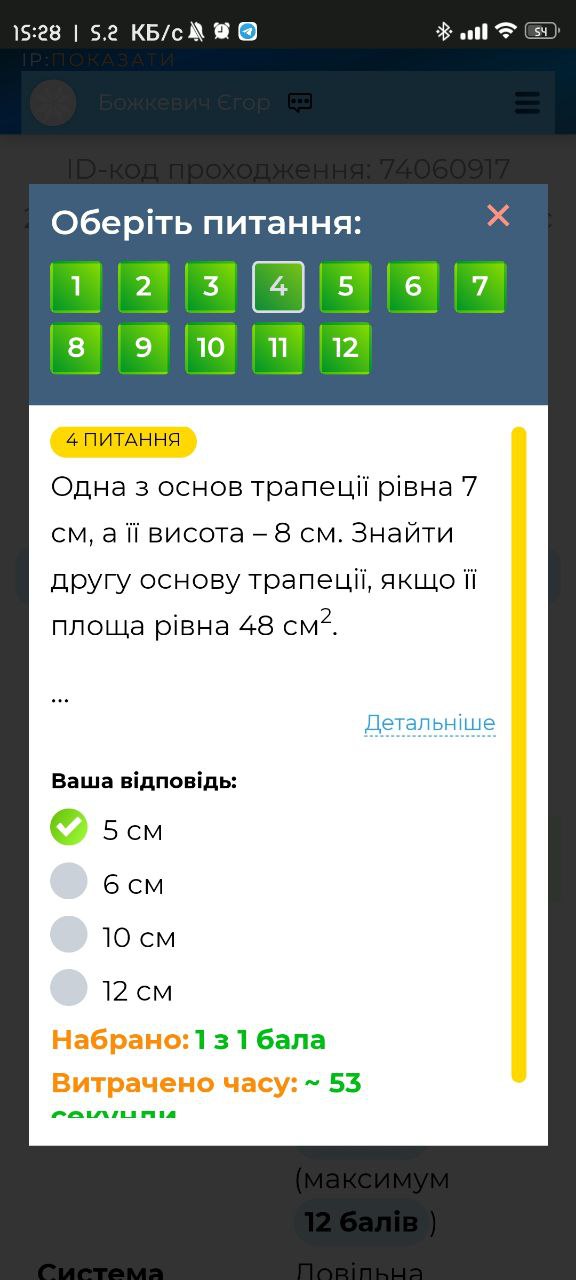 15:28 | 5.2 КБ/с
54
IP:ПОКАЗАТИ
Божкевич Єгор
ID-код проходження: 74060917
Оберіть питання:
1 2 3 4 5 6 7
8 9 10 11 12
4 ПИТАННЯ
Одна з основ трапеції рівна 7
см, а її висота – 8 см. Знайти
другу основу трапеції, якщо її
площа рівна 48 см².
...
Детальніше
Ваша відповідь:
5 см
6 см
10 см
12 см
Набрано: 1 з 1 бала
Витрачено часу: ~ 53
секунди
(максимум
12 балів )
Система
Довільна